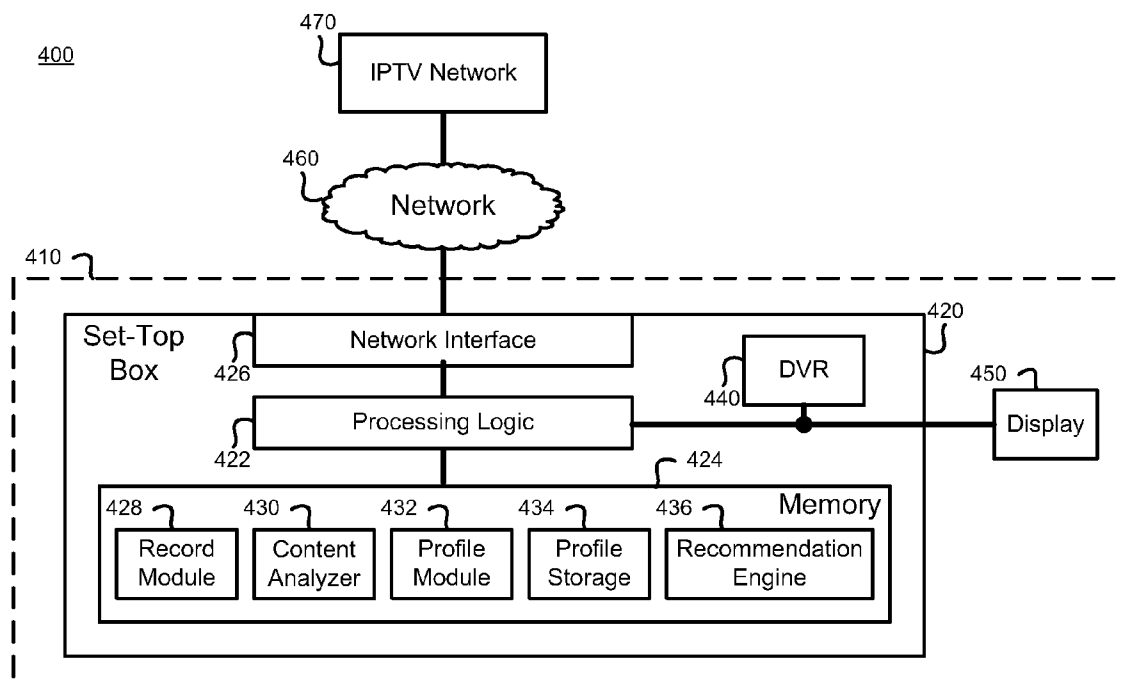 470
400
IPTV Network
460
Network
410
Set-Top
Box
420
Network Interface
426
DVR
440
450
Display
Processing Logic
422
424
Memory
428
430
432
434
436
Record
Module
Content
Analyzer
Profile
Module
Profile
Storage
Recommendation
Engine